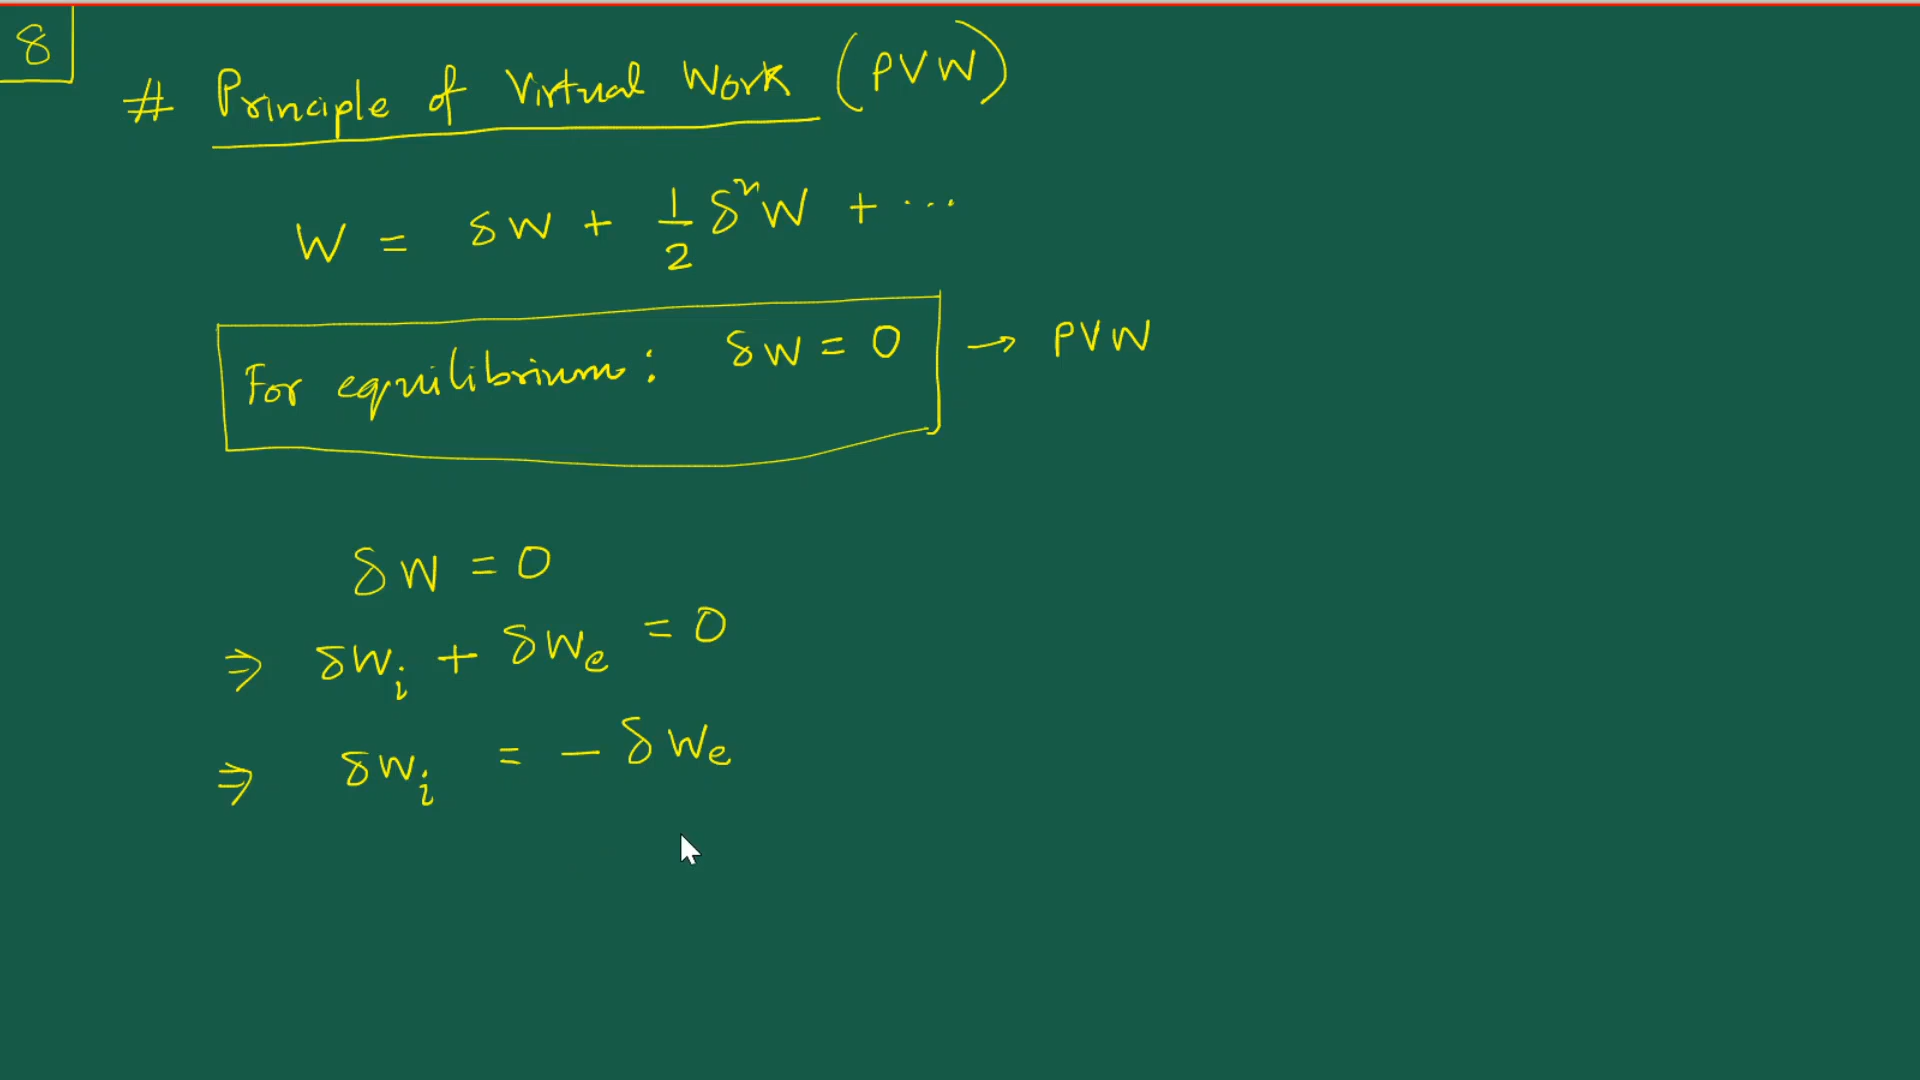 8
# Principle of Virtual Work (PVW)
W = δW + 1/2 δ²W + ...
For equilibrium: δW = 0 → PVW
δW = 0
⇒ δWᵢ + δWₑ = 0
⇒ δWᵢ = - δWₑ